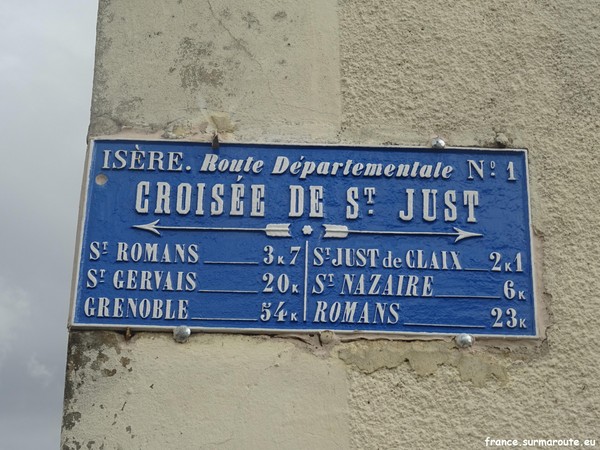 ISÈRE. Route Départementale N.º 1
CROISÉE DE ST JUST
ST ROMANS 3K7
ST GERVAIS 20K
GRENOBLE 54K
ST JUST de CLAIX 2K1
ST NAZAIRE 6K
ROMANS 23K
france.surmaroute.eu